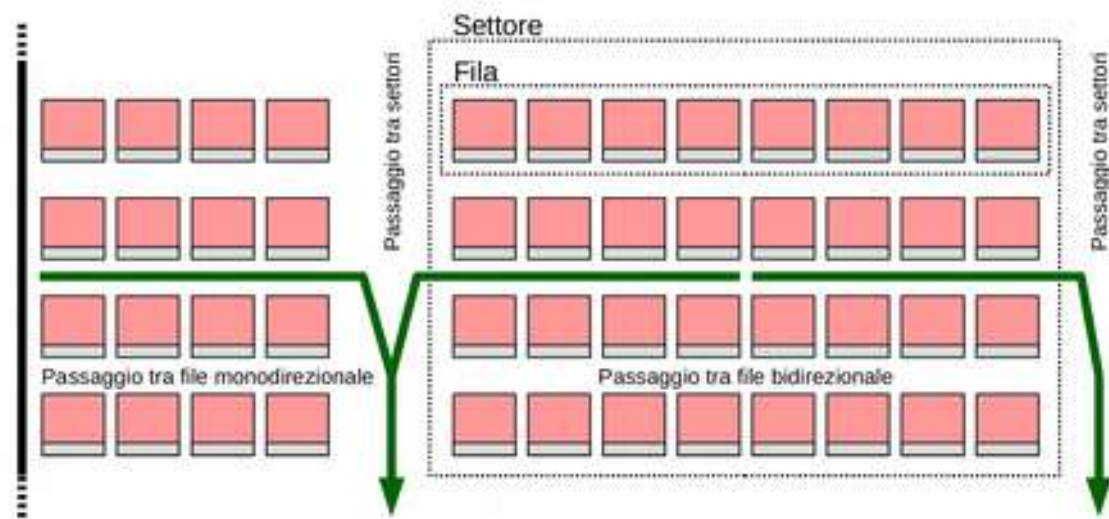 Settore
Fila
Passaggio tra settori
Passaggio tra settori
Passaggio tra file monodirezionale
Passaggio tra file bidirezionale